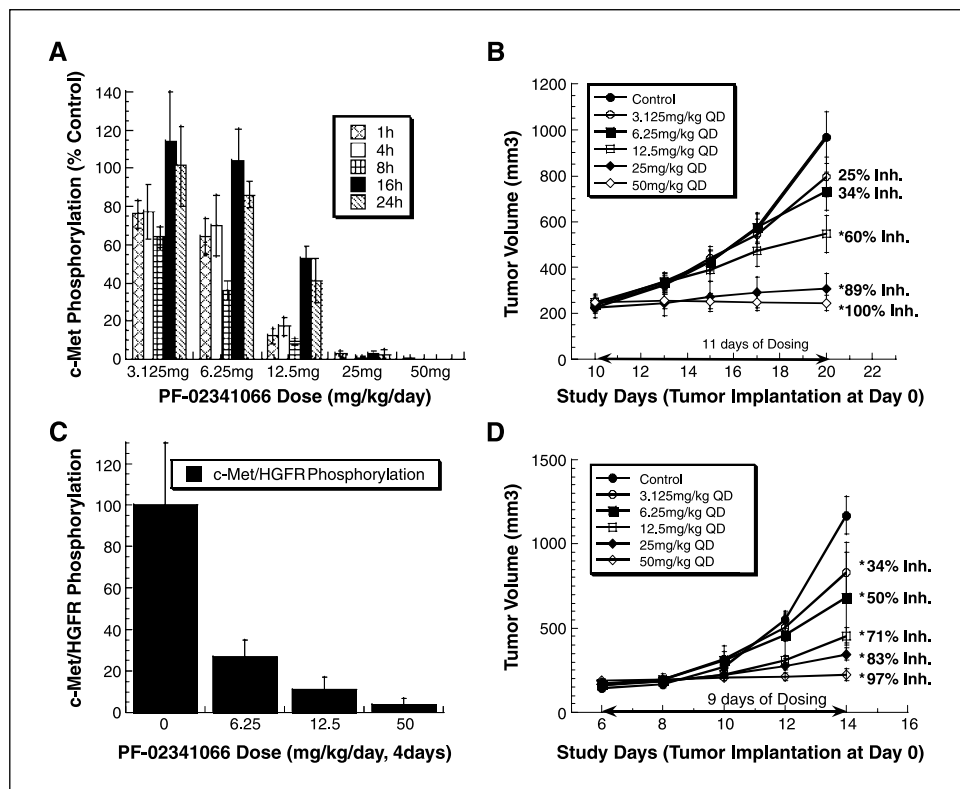 A
c-Met Phosphorylation (% Control)
140
120
100
80
60
40
20
0
1h
4h
8h
16h
24h
3.125mg
6.25mg
12.5mg
25mg
50mg
PF-02341066 Dose (mg/kg/day)
B
Tumor Volume (mm3)
1200
1000
800
600
400
200
0
Control
3.125mg/kg QD
6.25mg/kg QD
12.5mg/kg QD
25mg/kg QD
50mg/kg QD
25% Inh.
34% Inh.
*60% Inh.
*89% Inh.
*100% Inh.
11 days of Dosing
10
12
14
16
18
20
22
Study Days (Tumor Implantation at Day 0)
C
c-Met/HGFR Phosphorylation
120
100
80
60
40
20
0
c-Met/HGFR Phosphorylation
0
6.25
12.5
50
PF-02341066 Dose (mg/kg/day, 4days)
D
Tumor Volume (mm3)
1500
1000
500
0
Control
3.125mg/kg QD
6.25mg/kg QD
12.5mg/kg QD
25mg/kg QD
50mg/kg QD
*34% Inh.
*50% Inh.
*71% Inh.
*83% Inh.
*97% Inh.
9 days of Dosing
6
8
10
12
14
16
Study Days (Tumor Implantation at Day 0)